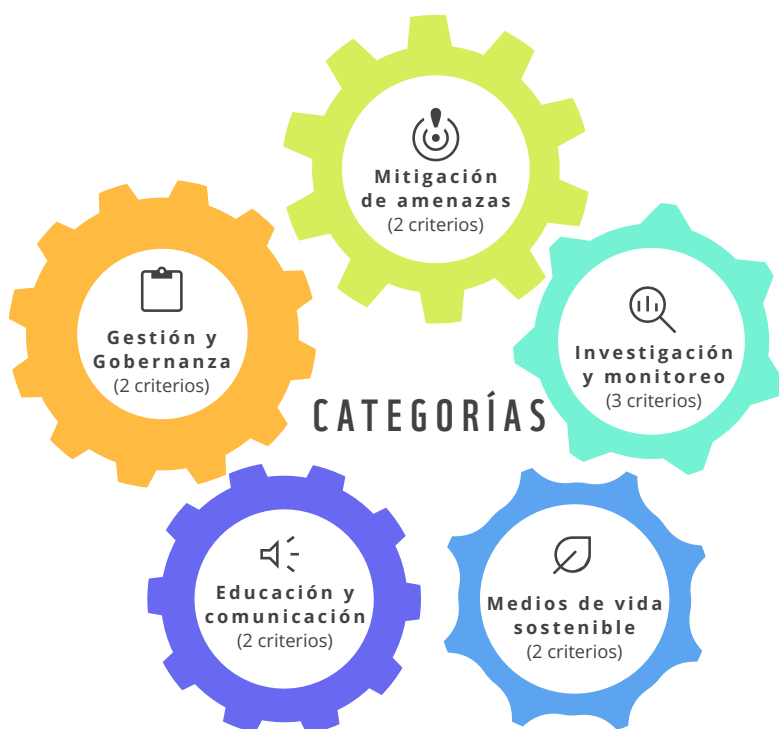 Mitigación
de amenazas
(2 criterios)
Gestión y
Gobernanza
(2 criterios)
Investigación
y monitoreo
(3 criterios)
CATEGORÍAS
Educación y
comunicación
(2 criterios)
Medios de vida
sostenible
(2 criterios)